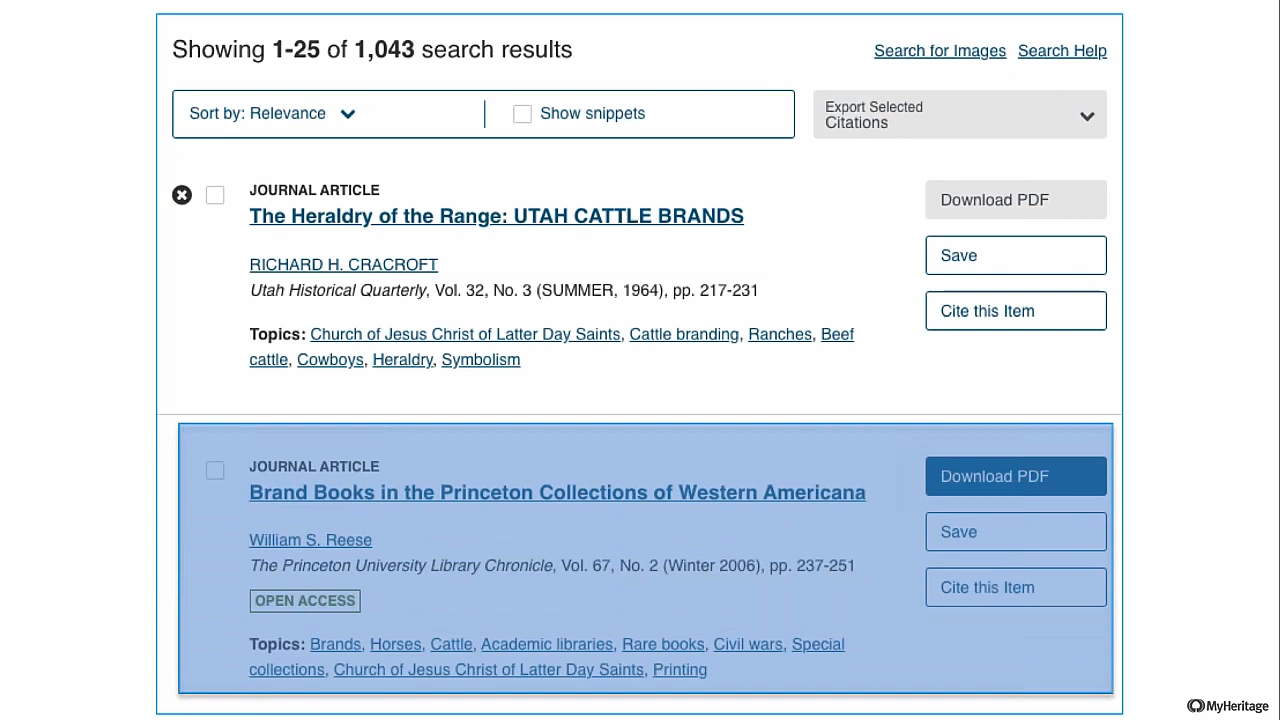 Showing 1-25 of 1,043 search results
Search for Images Search Help
Sort by: Relevance
Show snippets
Export Selected
Citations
JOURNAL ARTICLE
The Heraldry of the Range: UTAH CATTLE BRANDS
RICHARD H. CRACROFT
Utah Historical Quarterly, Vol. 32, No. 3 (SUMMER, 1964), pp. 217-231
Topics: Church of Jesus Christ of Latter Day Saints, Cattle branding, Ranches, Beef
cattle, Cowboys, Heraldry, Symbolism
Download PDF
Save
Cite this Item
JOURNAL ARTICLE
Brand Books in the Princeton Collections of Western Americana
William S. Reese
The Princeton University Library Chronicle, Vol. 67, No. 2 (Winter 2006), pp. 237-251
OPEN ACCESS
Topics: Brands, Horses, Cattle, Academic libraries, Rare books, Civil wars, Special
collections, Church of Jesus Christ of Latter Day Saints, Printing
Download PDF
Save
Cite this Item
MyHeritage